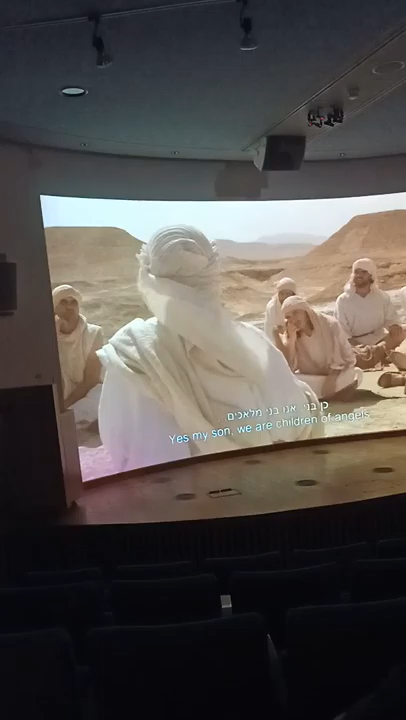 כן בני אנו בני מלאכים
Yes my son, we are children of angels